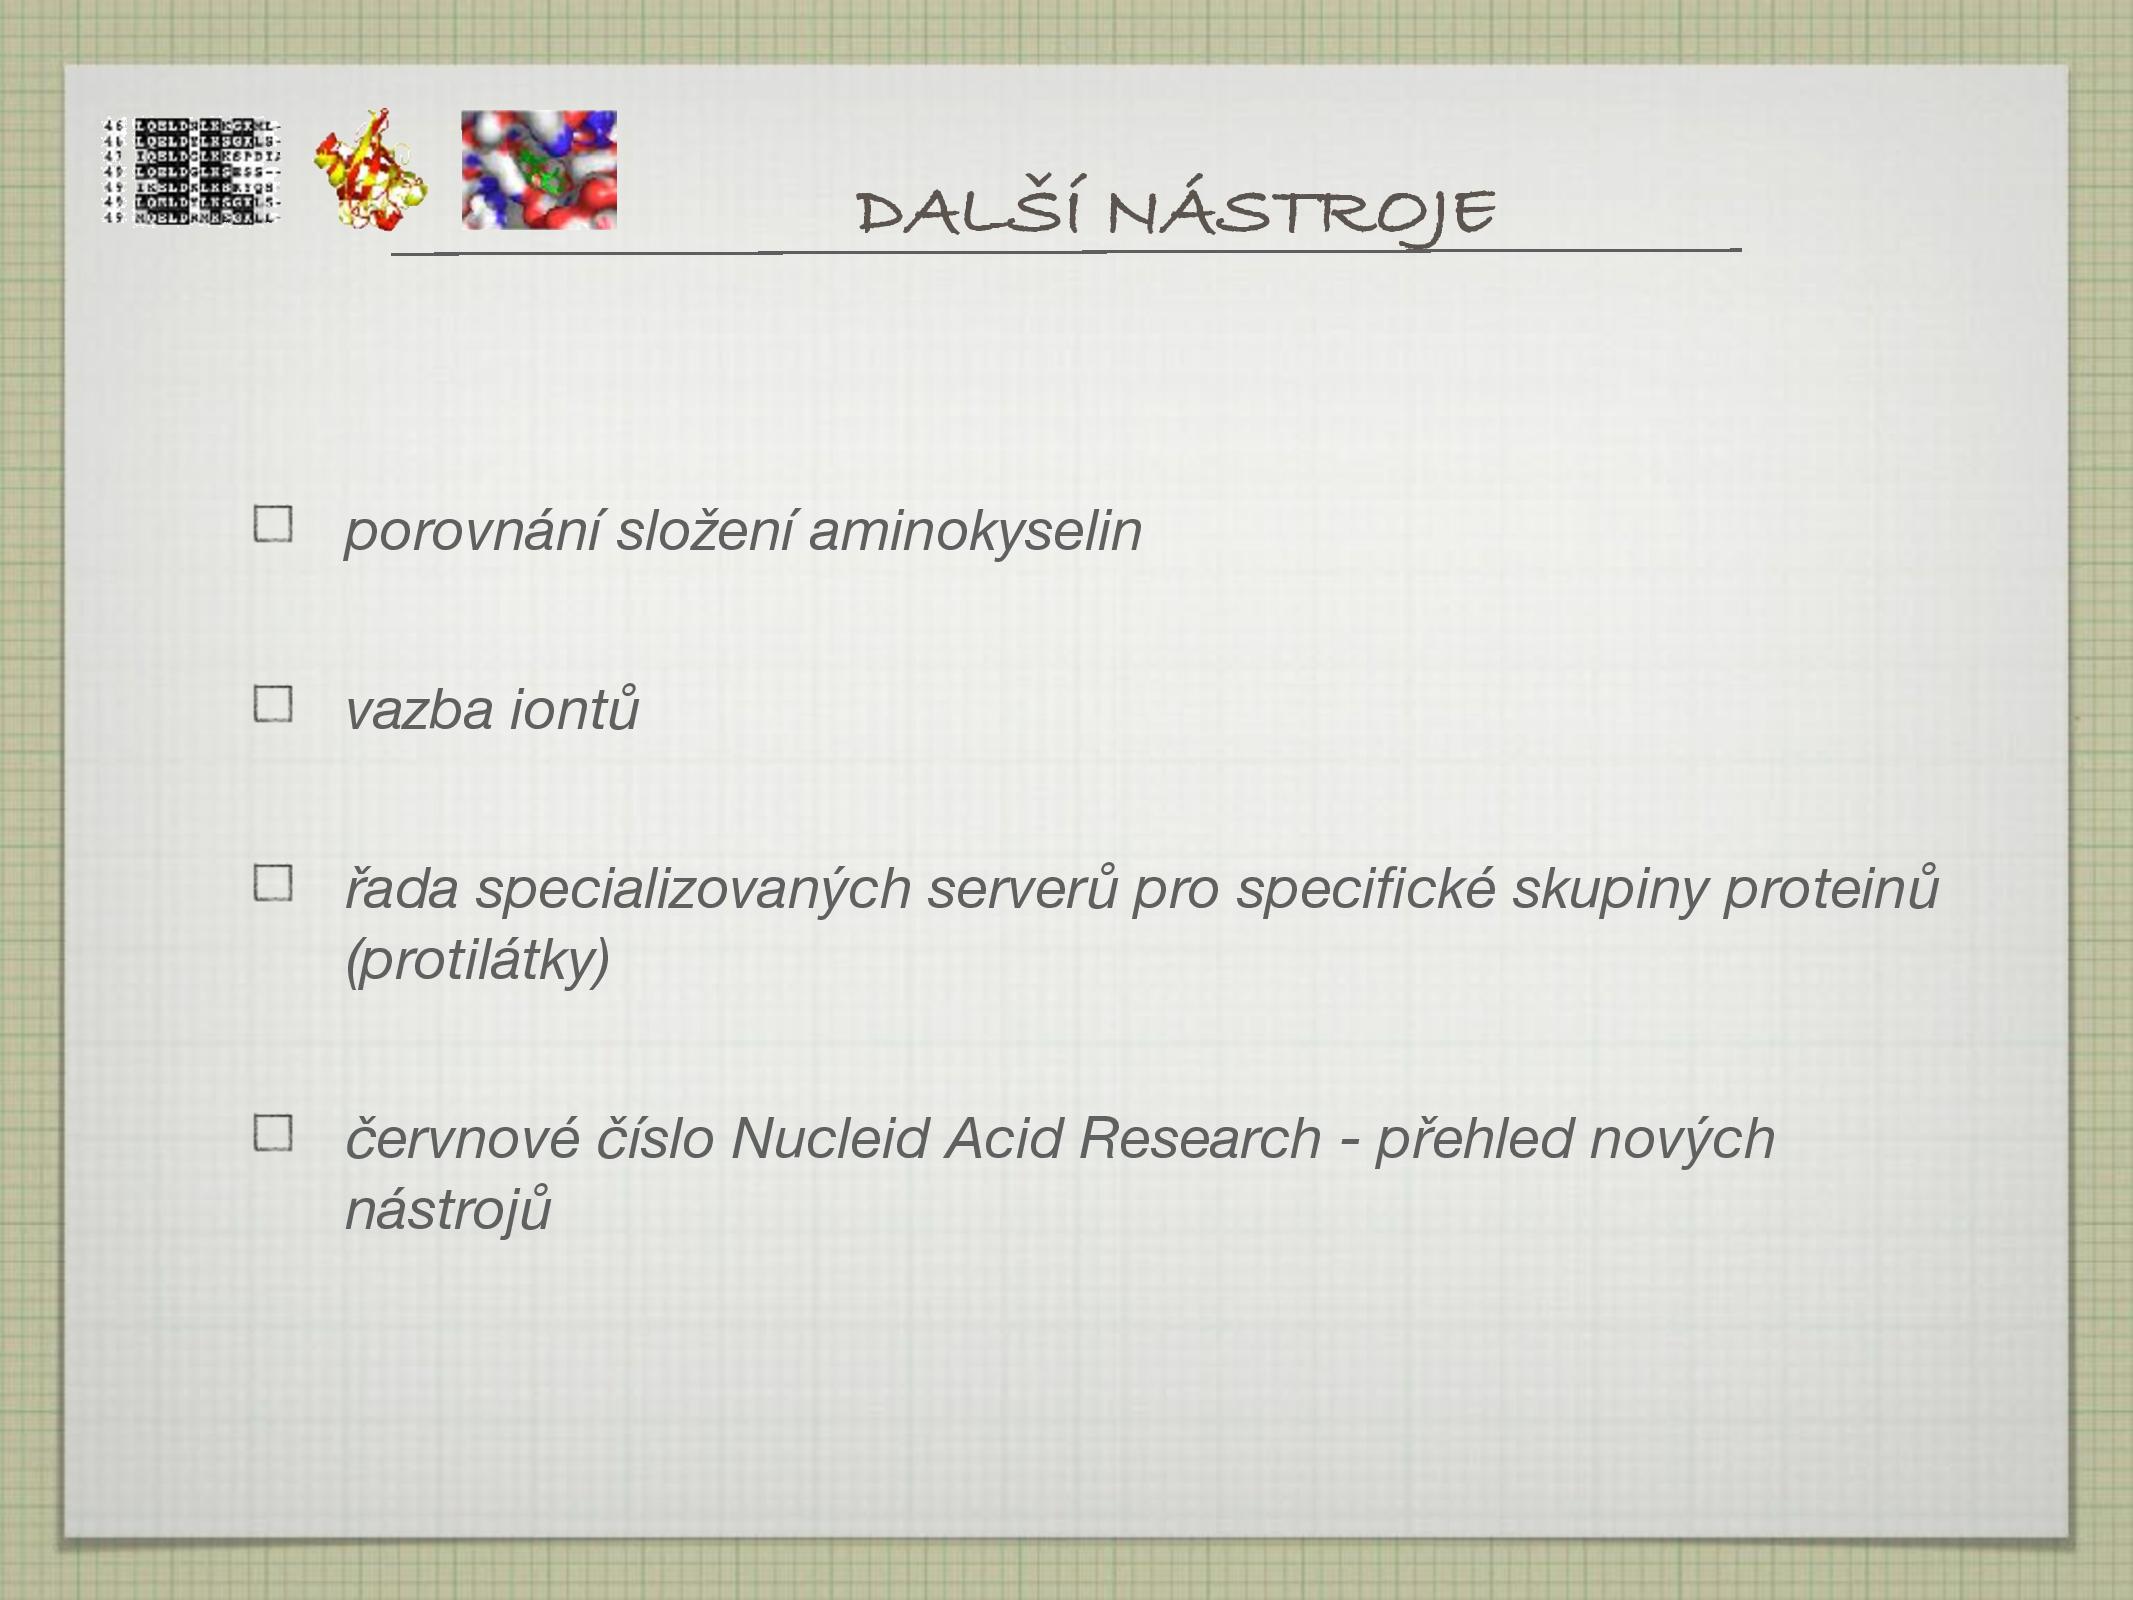 DALŠÍ NÁSTROJE
porovnání složení aminokyselin
vazba iontů
řada specializovaných serverů pro specifické skupiny proteinů
(protilátky)
červnové číslo Nucleid Acid Research - přehled nových
nástrojů